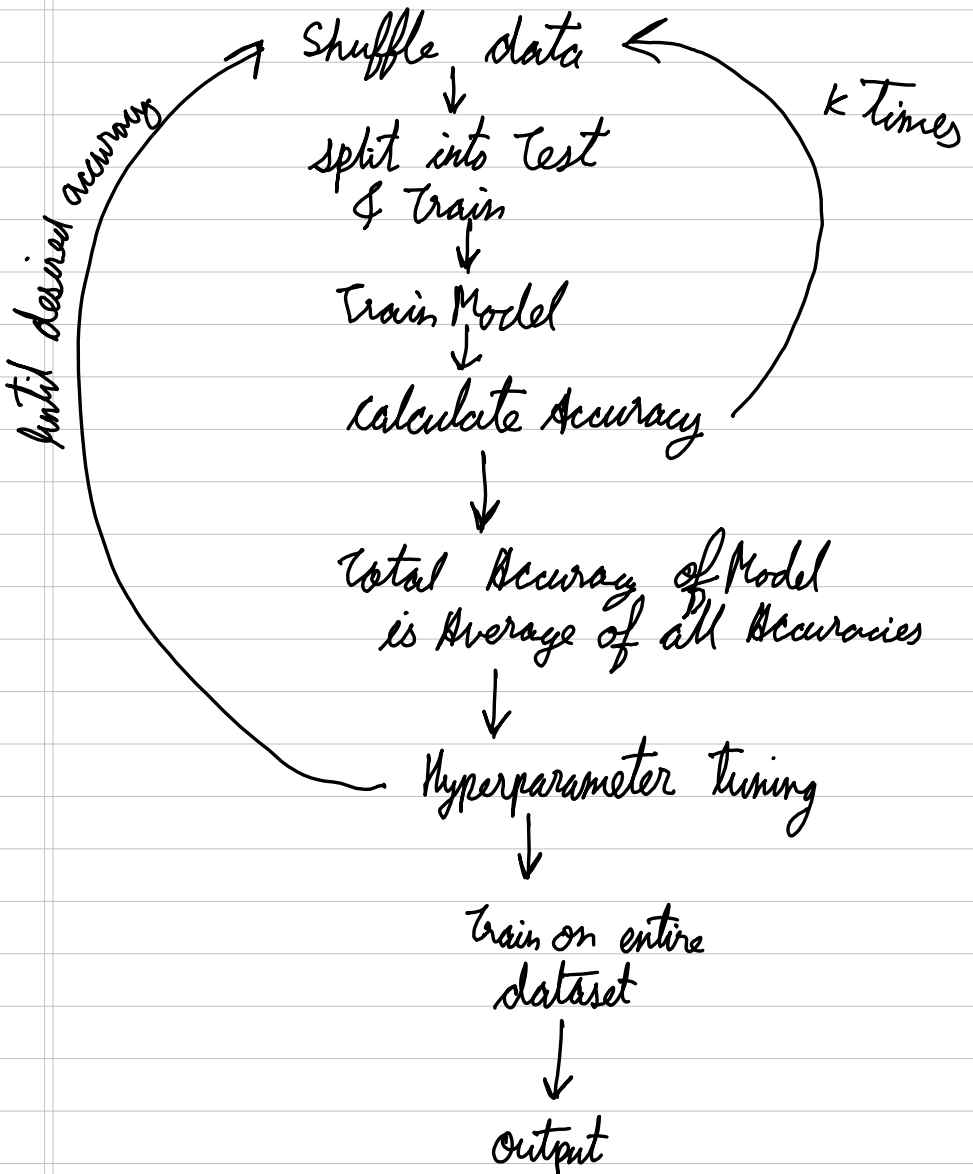 Shuffle data
k times
split into Test
& Train
Train Model
Calculate Accuracy
until desired accuracy
Total Accuracy of Model
is Average of all Accuracies
Hyperparameter tuning
Train on entire
dataset
output